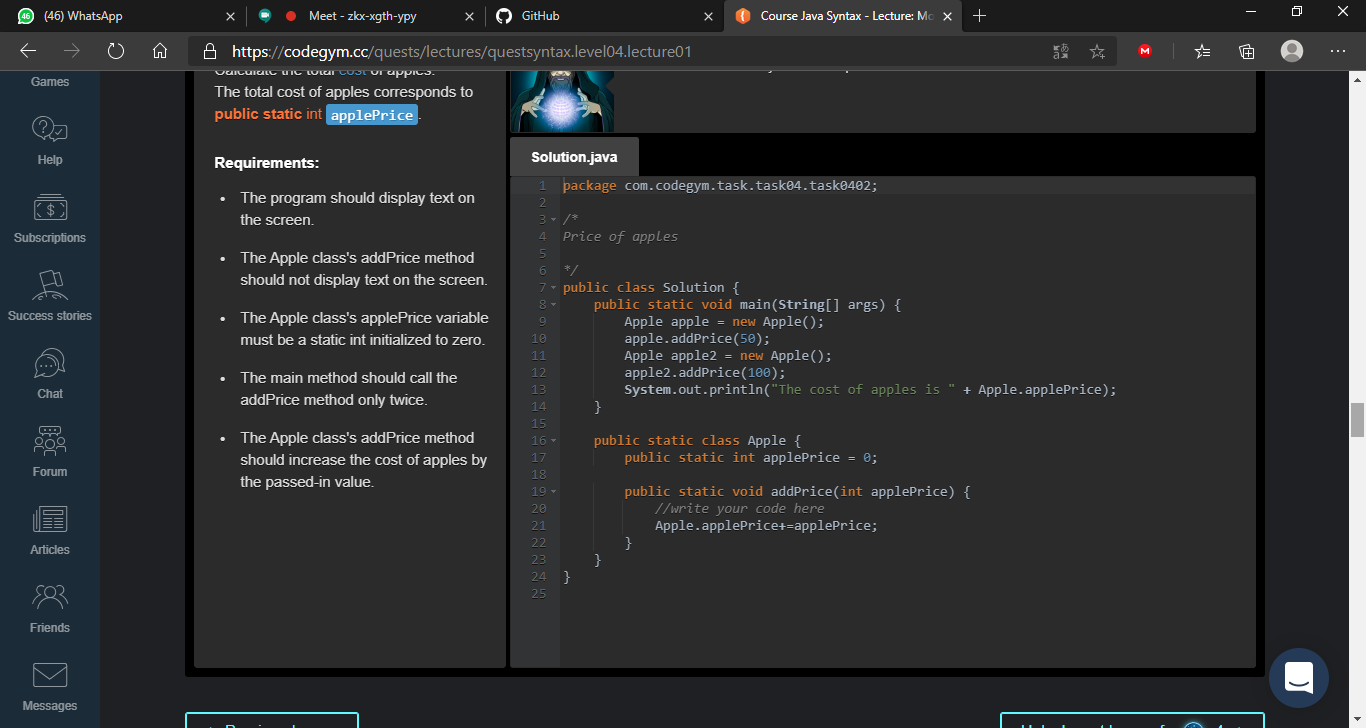 46 (46) WhatsApp
Meet - zkx-xgth-ypy
GitHub
Course Java Syntax - Lecture: Mo
https://codegym.cc/quests/lectures/questsyntax.level04.lecture01
M
Games
Help
Subscriptions
Success stories
Chat
Forum
Articles
Friends
Messages
Calculate the total cost of apples.
The total cost of apples corresponds to
public static int applePrice.
Requirements:
• The program should display text on
the screen.
• The Apple class's addPrice method
should not display text on the screen.
• The Apple class's applePrice variable
must be a static int initialized to zero.
• The main method should call the
addPrice method only twice.
• The Apple class's addPrice method
should increase the cost of apples by
the passed-in value.
Solution.java
1 package com.codegym.task.task04.task0402;
2
3 /*
4 Price of apples
5
6 */
7 public class Solution {
8 public static void main(String[] args) {
9 Apple apple = new Apple();
10 apple.addPrice(50);
11 Apple apple2 = new Apple();
12 apple2.addPrice(100);
13 System.out.println("The cost of apples is " + Apple.applePrice);
14 }
15
16 public static class Apple {
17 public static int applePrice = 0;
18
19 public static void addPrice(int applePrice) {
20 //write your code here
21 Apple.applePrice+=applePrice;
22 }
23 }
24 }
25